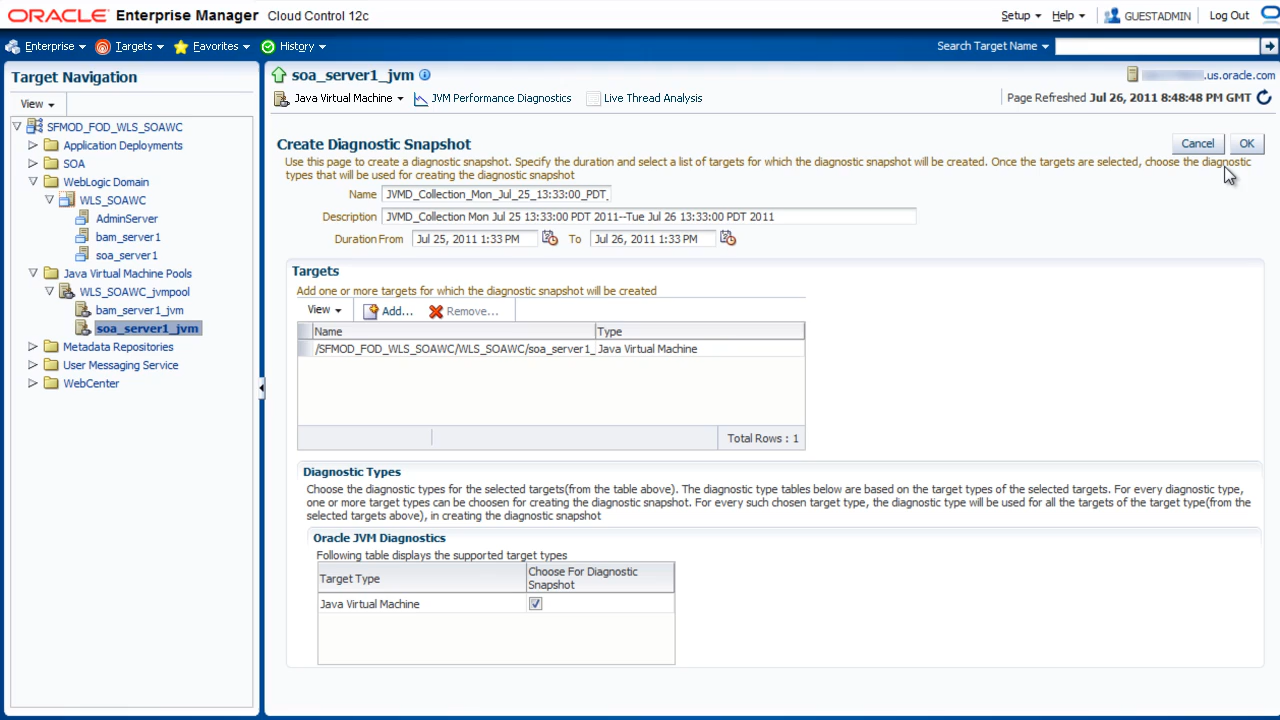 ORACLE Enterprise Manager Cloud Control 12c
Setup Help GUESTADMIN Log Out
Enterprise Targets Favorites History Search Target Name
Target Navigation
View
SFMOD_FOD_WLS_SOAWC
Application Deployments
SOA
WebLogic Domain
WLS_SOAWC
AdminServer
bam_server1
soa_server1
Java Virtual Machine Pools
WLS_SOAWC_jvmpool
bam_server1_jvm
soa_server1_jvm
Metadata Repositories
User Messaging Service
WebCenter
soa_server1_jvm
.us.oracle.com
Java Virtual Machine JVM Performance Diagnostics Live Thread Analysis
Page Refreshed Jul 26, 2011 8:48:48 PM GMT
Create Diagnostic Snapshot
Cancel OK
Use this page to create a diagnostic snapshot. Specify the duration and select a list of targets for which the diagnostic snapshot will be created. Once the targets are selected, choose the diagnostic
types that will be used for creating the diagnostic snapshot
Name JVMD_Collection_Mon_Jul_25_13:33:00_PDT_
Description JVMD_Collection Mon Jul 25 13:33:00 PDT 2011--Tue Jul 26 13:33:00 PDT 2011
Duration From Jul 25, 2011 1:33 PM To Jul 26, 2011 1:33 PM
Targets
Add one or more targets for which the diagnostic snapshot will be created
View Add... Remove...
Name Type
/SFMOD_FOD_WLS_SOAWC/WLS_SOAWC/soa_server1_ Java Virtual Machine
Total Rows : 1
Diagnostic Types
Choose the diagnostic types for the selected targets(from the table above). The diagnostic type tables below are based on the target types of the selected targets. For every diagnostic type,
one or more target types can be choosen for creating the diagnostic snapshot. For every such chosen target type, the diagnostic type will be used for all the targets of the target type(from the
selected targets above), in creating the diagnostic snapshot
Oracle JVM Diagnostics
Following table displays the supported target types
Target Type Choose For Diagnostic
Snapshot
Java Virtual Machine